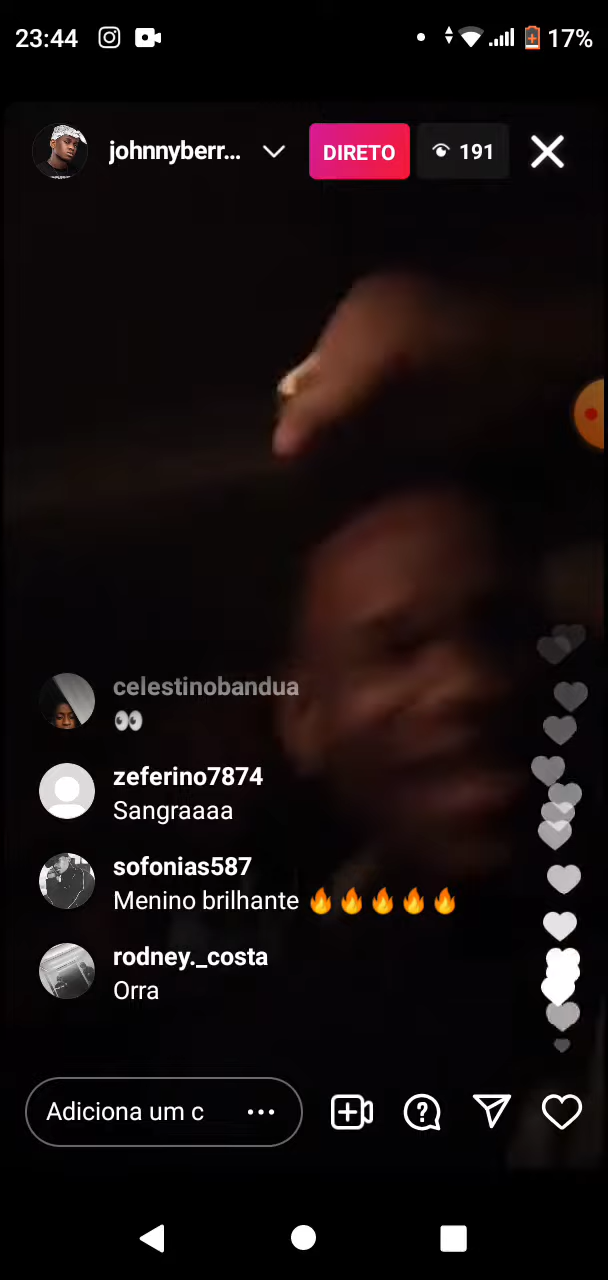 23:44
17%
johnnyberr...
DIRETO
191
celestinobandua
👀
zeferino7874
Sangraaaa
sofonias587
Menino brilhante 🔥🔥🔥🔥🔥
rodney._costa
Orra
Adiciona um c